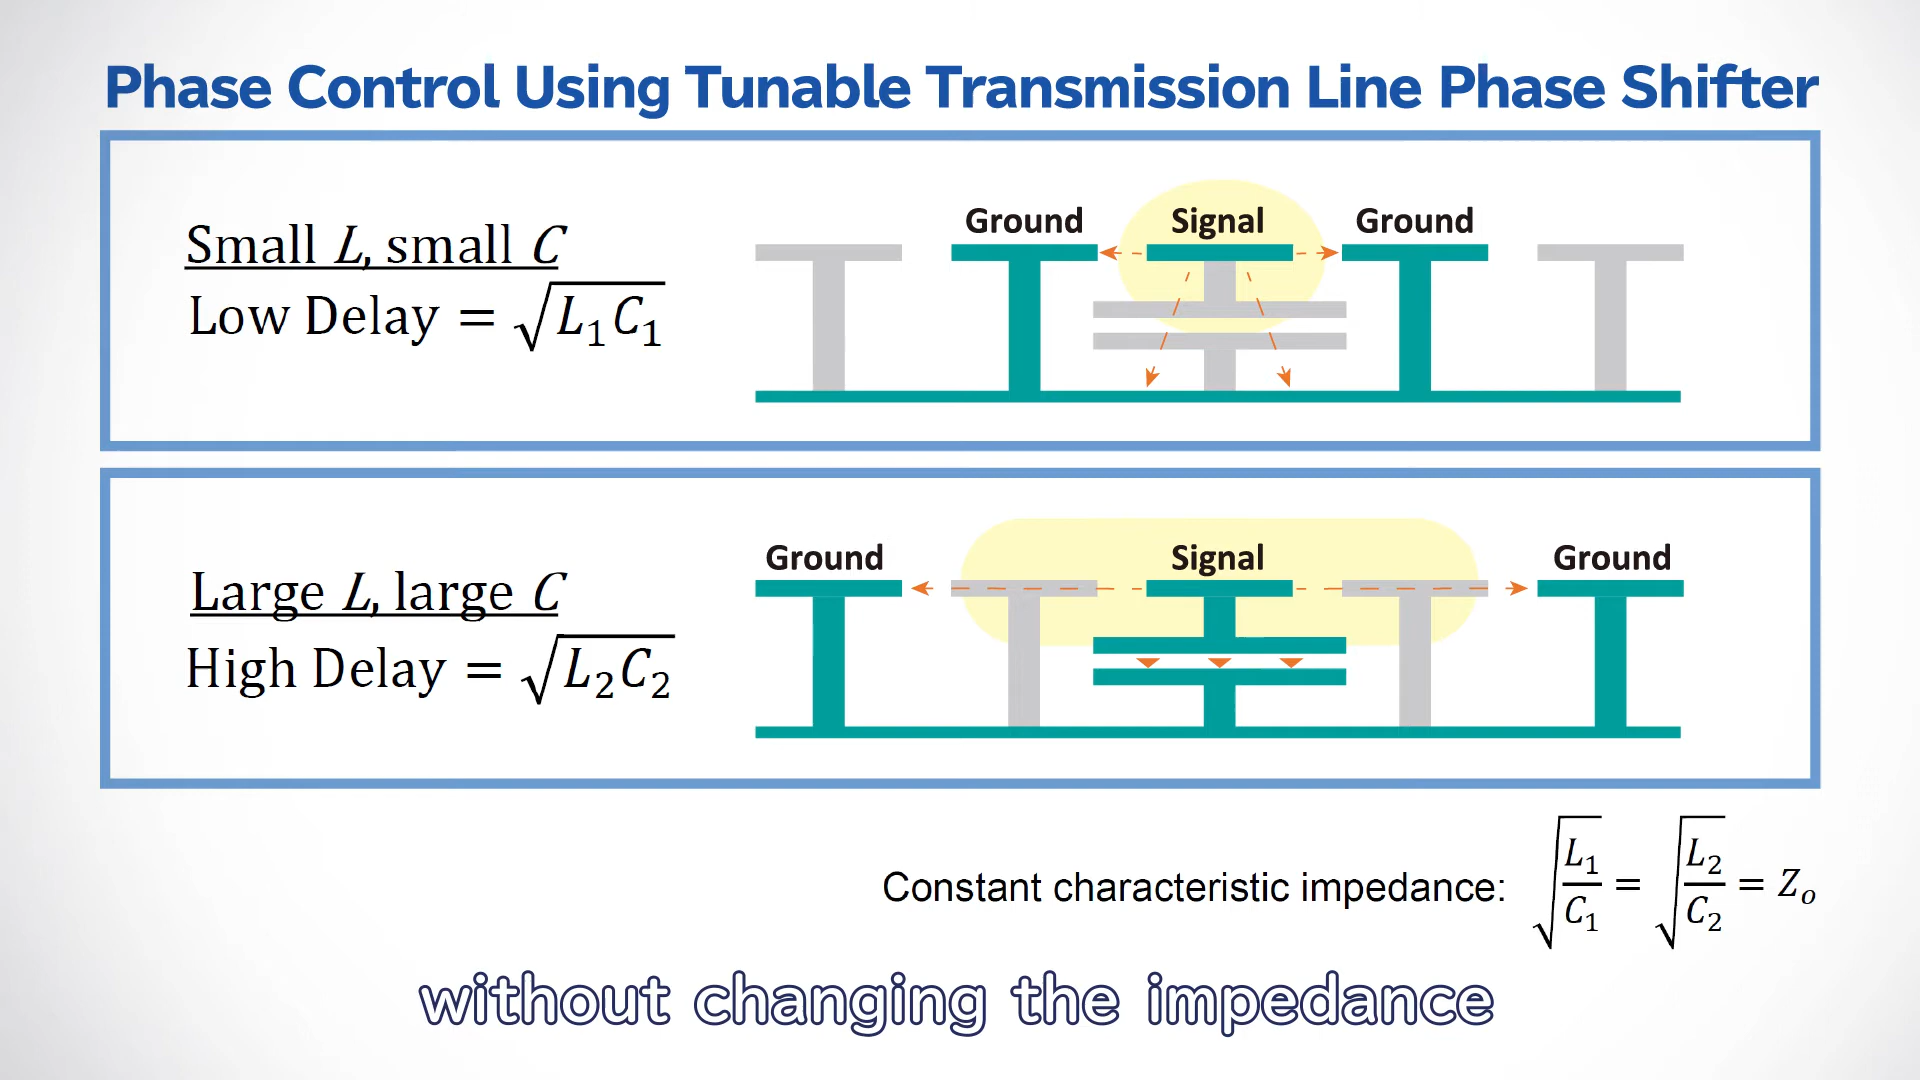 Phase Control Using Tunable Transmission Line Phase Shifter
Small L, small C
Low Delay = √L₁C₁
Ground Signal Ground
Large L, large C
High Delay = √L₂C₂
Ground Signal Ground
Constant characteristic impedance: √(L₁/C₁) = √(L₂/C₂) = Zₒ
without changing the impedance